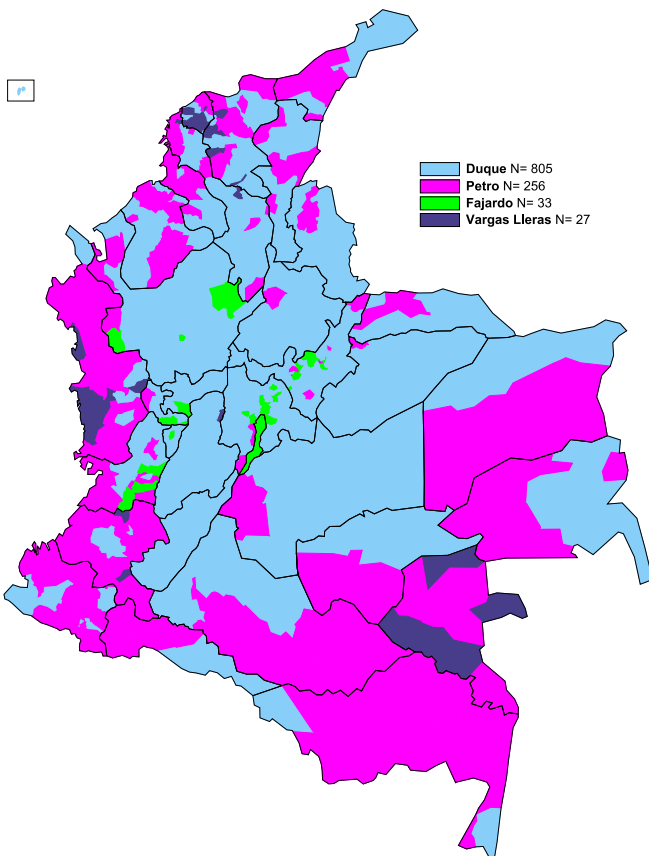 Duque N= 805
Petro N= 256
Fajardo N= 33
Vargas Lleras N= 27